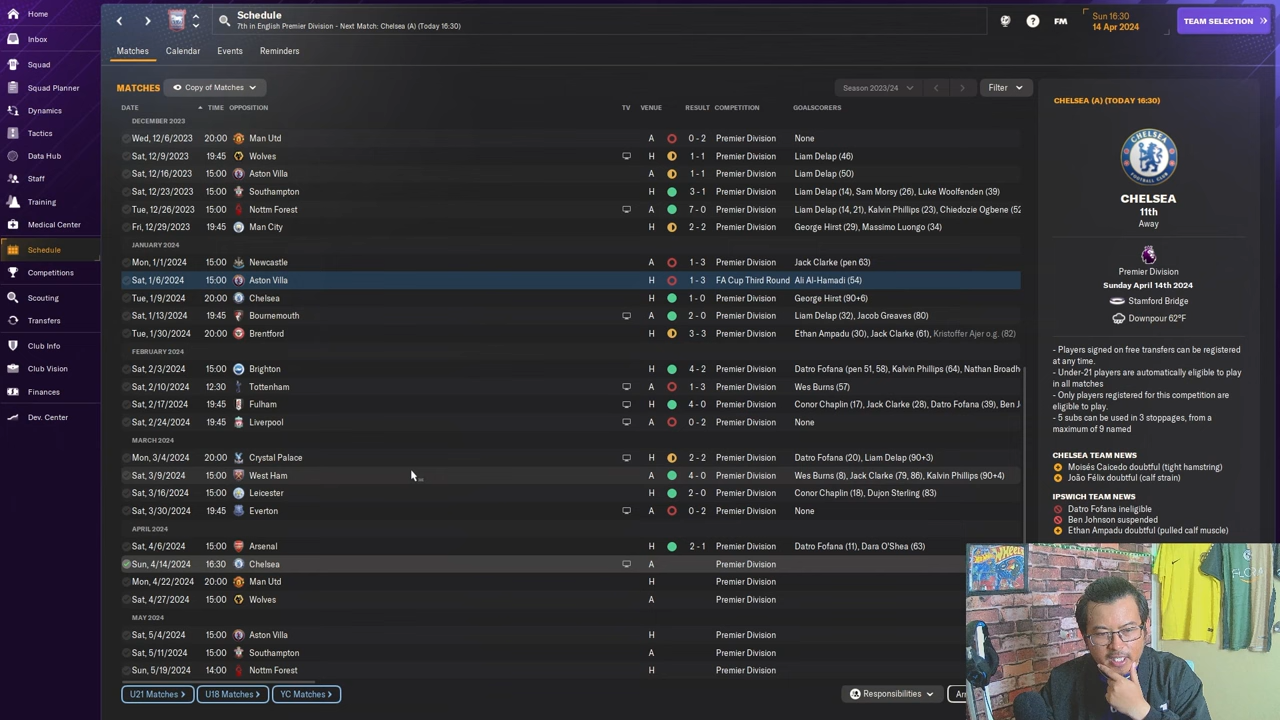 Home
Inbox
Squad
Squad Planner
Dynamics
Tactics
Data Hub
Staff
Training
Medical Center
Schedule
Competitions
Scouting
Transfers
Club Info
Club Vision
Finances
Dev. Center
Schedule
7th in English Premier Division - Next Match: Chelsea (A) (Today 16:30)
FM
Sun 16:30
14 Apr 2024
TEAM SELECTION
Matches Calendar Events Reminders
MATCHES Copy of Matches Season 2023/24 Filter
DATE TIME OPPOSITION TV VENUE RESULT COMPETITION GOALSCORERS
DECEMBER 2023
Wed, 12/6/2023 20:00 Man Utd A 0 - 2 Premier Division None
Sat, 12/9/2023 19:45 Wolves H 1 - 1 Premier Division Liam Delap (46)
Sat, 12/16/2023 15:00 Aston Villa A 1 - 1 Premier Division Liam Delap (50)
Sat, 12/23/2023 15:00 Southampton H 3 - 1 Premier Division Liam Delap (14), Sam Morsy (26), Luke Woolfenden (39)
Tue, 12/26/2023 15:00 Nottm Forest A 7 - 0 Premier Division Liam Delap (14, 21), Kalvin Phillips (23), Chiedozie Ogbene (52
Fri, 12/29/2023 19:45 Man City H 2 - 2 Premier Division George Hirst (29), Massimo Luongo (34)
JANUARY 2024
Mon, 1/1/2024 15:00 Newcastle A 1 - 3 Premier Division Jack Clarke (pen 63)
Sat, 1/6/2024 15:00 Aston Villa H 1 - 3 FA Cup Third Round Ali Al-Hamadi (54)
Tue, 1/9/2024 20:00 Chelsea H 1 - 0 Premier Division George Hirst (90+6)
Sat, 1/13/2024 15:00 Bournemouth A 2 - 0 Premier Division Liam Delap (32), Jacob Greaves (80)
Tue, 1/30/2024 20:00 Brentford H 3 - 3 Premier Division Ethan Ampadu (30), Jack Clarke (61), Kristoffer Ajer o.g. (82)
FEBRUARY 2024
Sat, 2/3/2024 15:00 Brighton H 4 - 2 Premier Division Datro Fofana (pen 51, 58), Kalvin Phillips (64), Nathan Broadh
Sat, 2/10/2024 12:30 Tottenham A 1 - 3 Premier Division Wes Burns (57)
Sat, 2/17/2024 19:45 Fulham H 4 - 0 Premier Division Conor Chaplin (17), Jack Clarke (28), Datro Fofana (39), Ben J
Sat, 2/24/2024 19:45 Liverpool A 0 - 2 Premier Division None
MARCH 2024
Mon, 3/4/2024 20:00 Crystal Palace H 2 - 2 Premier Division Datro Fofana (20), Liam Delap (90+3)
Sat, 3/9/2024 15:00 West Ham A 4 - 0 Premier Division Wes Burns (8), Jack Clarke (79, 86), Kalvin Phillips (90+4)
Sat, 3/16/2024 15:00 Leicester H 2 - 0 Premier Division Conor Chaplin (18), Dujon Sterling (83)
Sat, 3/30/2024 19:45 Everton A 0 - 2 Premier Division None
APRIL 2024
Sat, 4/6/2024 15:00 Arsenal H 2 - 1 Premier Division Datro Fofana (11), Dara O'Shea (63)
Sun, 4/14/2024 16:30 Chelsea A Premier Division
Mon, 4/22/2024 20:00 Man Utd H Premier Division
Sat, 4/27/2024 15:00 Wolves A Premier Division
MAY 2024
Sat, 5/4/2024 15:00 Aston Villa H Premier Division
Sat, 5/11/2024 15:00 Southampton A Premier Division
Sun, 5/19/2024 14:00 Nottm Forest H Premier Division
U21 Matches U18 Matches YC Matches Responsibilities
CHELSEA (A) (TODAY 16:30)
CHELSEA
11th
Away
Premier Division
Sunday April 14th 2024
Stamford Bridge
Downpour 62°F
- Players signed on free transfers can be registered
at any time.
- Under-21 players are automatically eligible to play
in all matches
- Only players registered for this competition are
eligible to play.
- 5 subs can be used in 3 stoppages, from a
maximum of 9 named
CHELSEA TEAM NEWS
Moisés Caicedo doubtful (tight hamstring)
João Félix doubtful (calf strain)
IPSWICH TEAM NEWS
Datro Fofana ineligible
Ben Johnson suspended
Ethan Ampadu doubtful (pulled calf muscle)